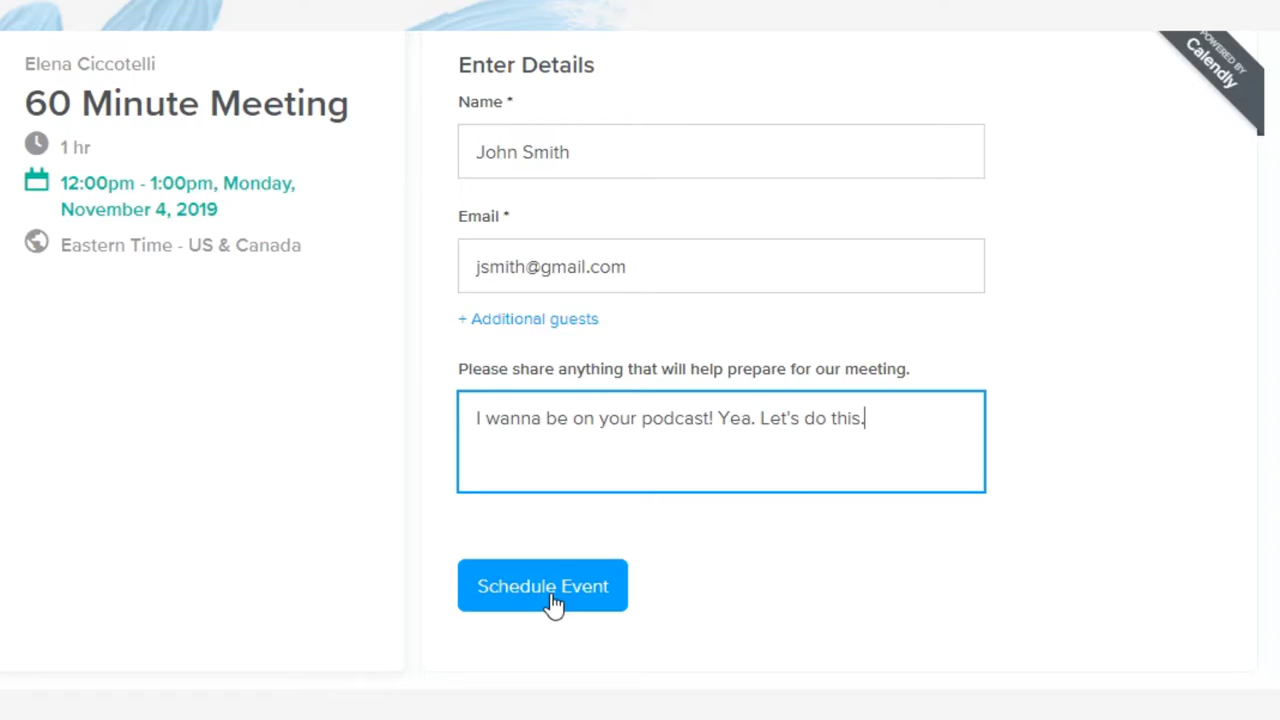 Elena Ciccotelli
60 Minute Meeting
1 hr
12:00pm - 1:00pm, Monday,
November 4, 2019
Eastern Time - US & Canada
Enter Details
Name *
John Smith
Email *
jsmith@gmail.com
+ Additional guests
Please share anything that will help prepare for our meeting.
I wanna be on your podcast! Yea. Let's do this.
Schedule Event
POWERED BY
Calendly